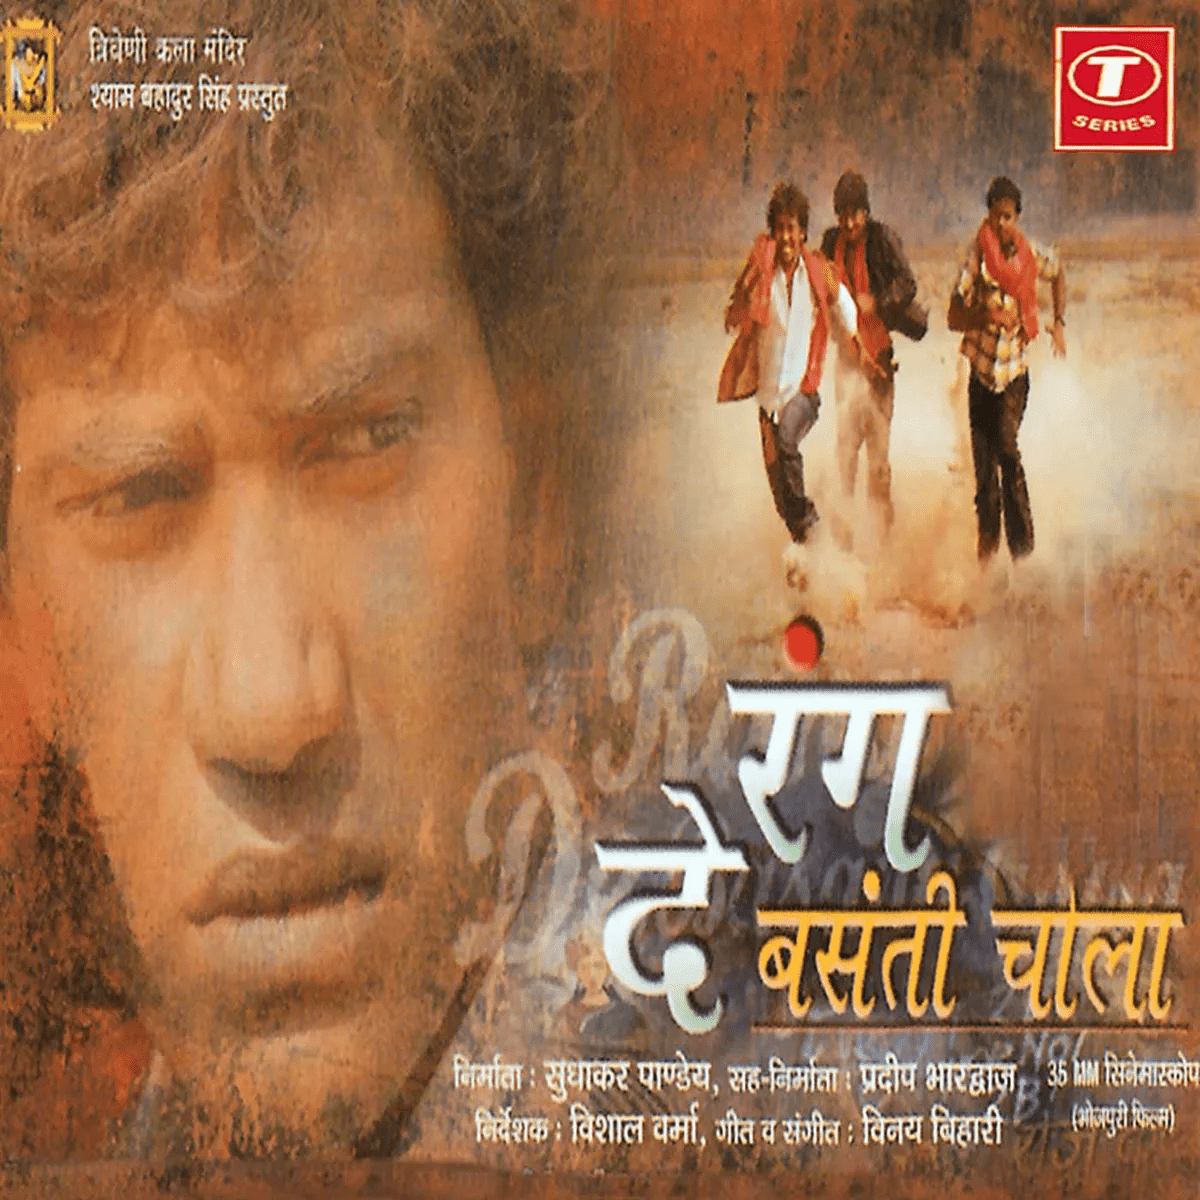 त्रिवेणी कला मंदिर
श्याम बहादुर सिंह प्रस्तुत
T
SERIES
रंग
दे बसंती चोला
निर्माता : सुधाकर पाण्डेय, सह-निर्माता : प्रदीप भारद्वाज
35 MM सिनेमास्कोप
निर्देशक : विशाल वर्मा, गीत व संगीत : विनय बिहारी
(भोजपुरी फिल्म)